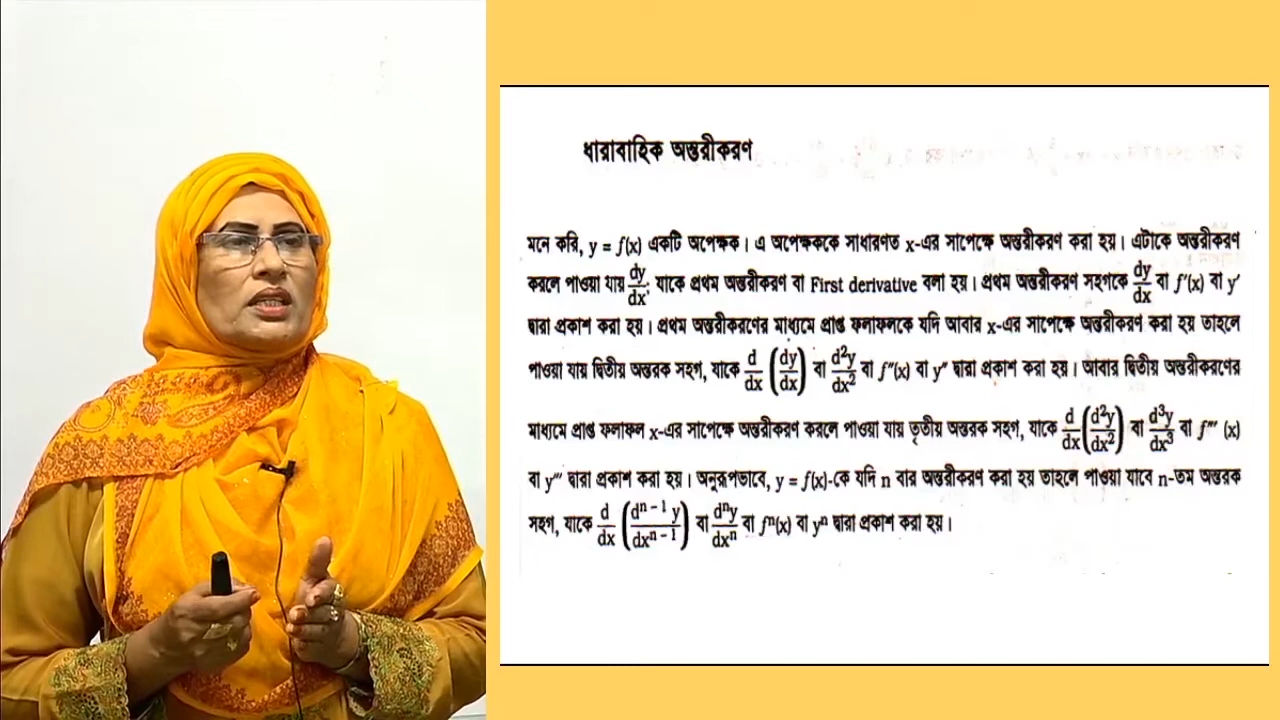 ধারাবাহিক অন্তরীকরণ
মনে করি, y = f(x) একটি অপেক্ষক। এ অপেক্ষককে সাধারণত x-এর সাপেক্ষে অন্তরীকরণ করা হয়। এটাকে অন্তরীকরণ
করলে পাওয়া যায় dy/dx; যাকে প্রথম অন্তরীকরণ বা First derivative বলা হয়। প্রথম অন্তরীকরণ সহগকে dy/dx বা f'(x) বা y'
দ্বারা প্রকাশ করা হয়। প্রথম অন্তরীকরণের মাধ্যমে প্রাপ্ত ফলাফলকে যদি আবার x-এর সাপেক্ষে অন্তরীকরণ করা হয় তাহলে
পাওয়া যায় দ্বিতীয় অন্তরক সহগ, যাকে d/dx (dy/dx) বা d²y/dx² বা f''(x) বা y'' দ্বারা প্রকাশ করা হয়। আবার দ্বিতীয় অন্তরীকরণের
মাধ্যমে প্রাপ্ত ফলাফল x-এর সাপেক্ষে অন্তরীকরণ করলে পাওয়া যায় তৃতীয় অন্তরক সহগ, যাকে d/dx (d²y/dx²) বা d³y/dx³ বা f''' (x)
বা y''' দ্বারা প্রকাশ করা হয়। অনুরূপভাবে, y = f(x)-কে যদি n বার অন্তরীকরণ করা হয় তাহলে পাওয়া যাবে n-তম অন্তরক
সহগ, যাকে d/dx (dⁿ⁻¹y/dxⁿ⁻¹) বা dⁿy/dxⁿ বা fⁿ(x) বা yⁿ দ্বারা প্রকাশ করা হয়।